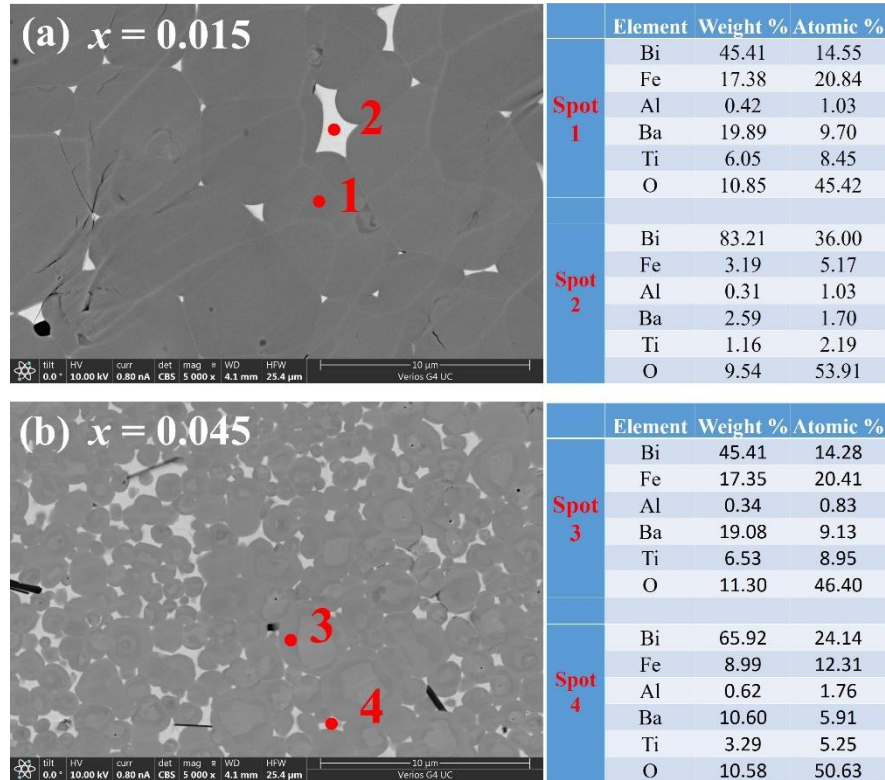 (a) x = 0.015
2
1
tilt HV curr det mag WD HFW 10 μm
0.0 ° 10.00 kV 0.80 nA CBS 5 000 x 4.1 mm 25.4 μm Verios G4 UC
Element Weight % Atomic %
Spot 1
Bi 45.41 14.55
Fe 17.38 20.84
Al 0.42 1.03
Ba 19.89 9.70
Ti 6.05 8.45
O 10.85 45.42
Spot 2
Bi 83.21 36.00
Fe 3.19 5.17
Al 0.31 1.03
Ba 2.59 1.70
Ti 1.16 2.19
O 9.54 53.91
(b) x = 0.045
3
4
tilt HV curr det mag WD HFW 10 μm
0.0 ° 10.00 kV 0.80 nA CBS 5 000 x 4.1 mm 25.4 μm Verios G4 UC
Element Weight % Atomic %
Spot 3
Bi 45.41 14.28
Fe 17.35 20.41
Al 0.34 0.83
Ba 19.08 9.13
Ti 6.53 8.95
O 11.30 46.40
Spot 4
Bi 65.92 24.14
Fe 8.99 12.31
Al 0.62 1.76
Ba 10.60 5.91
Ti 3.29 5.25
O 10.58 50.63